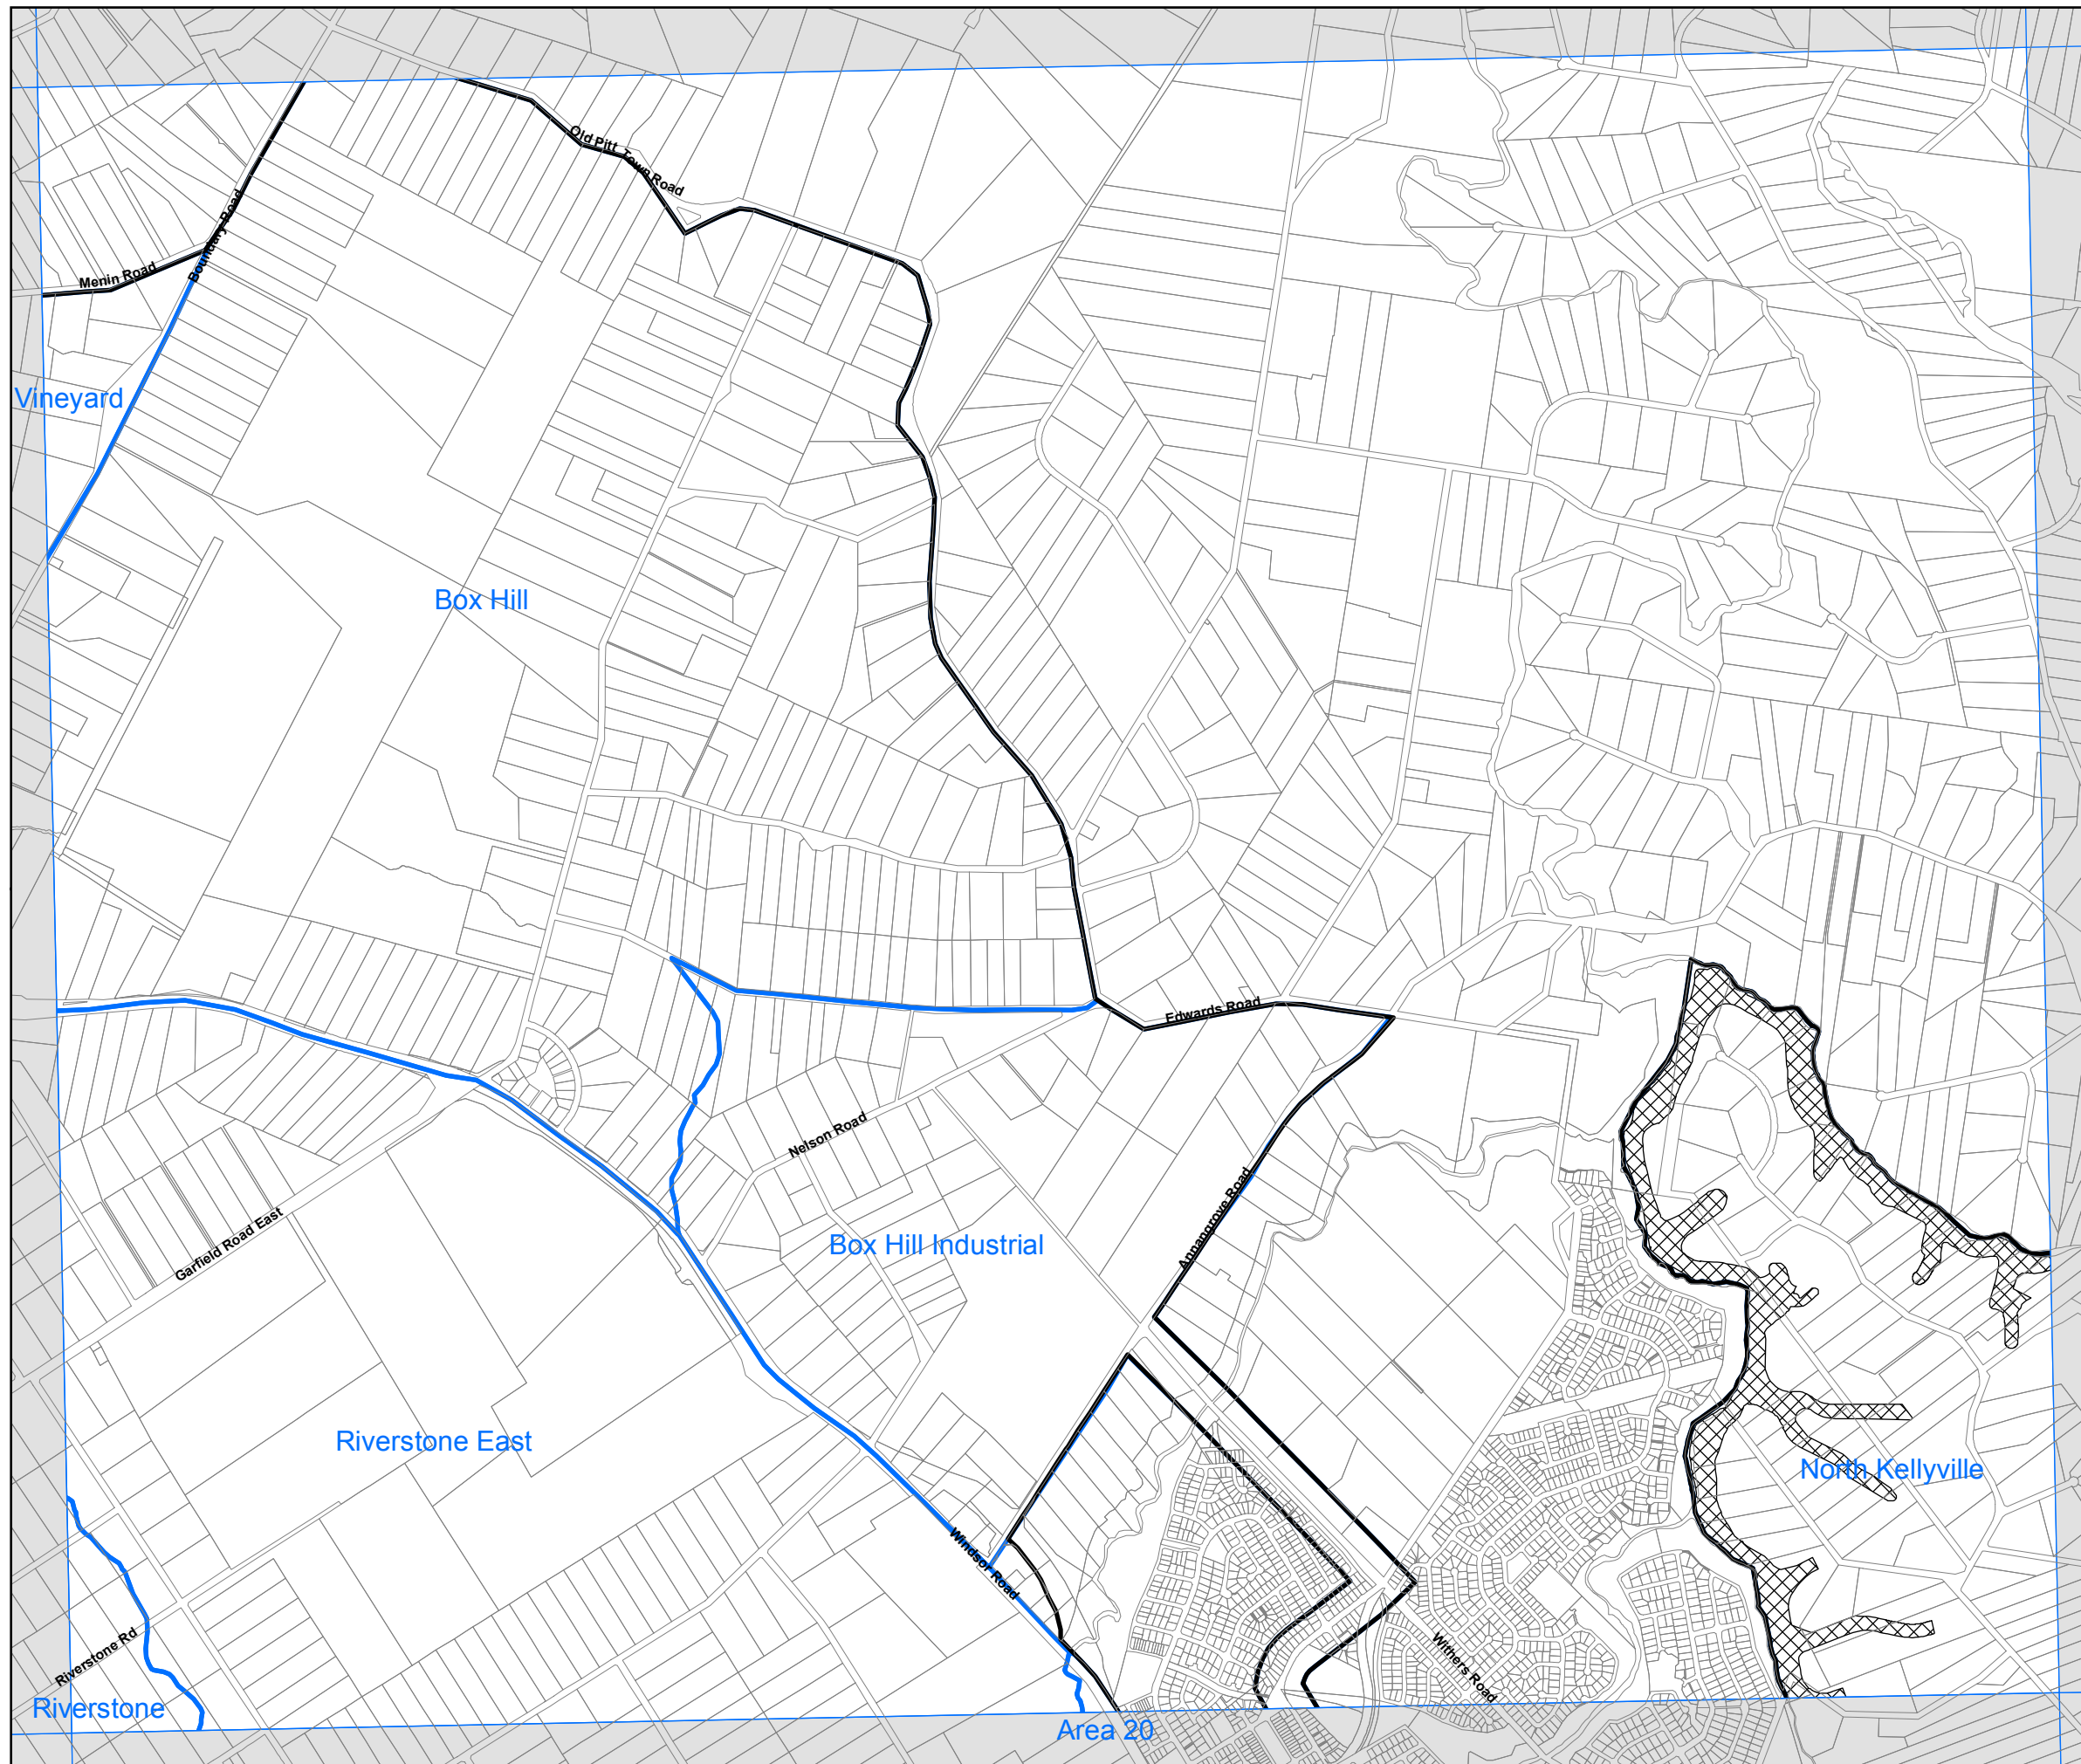 Old Pitt Town Road
Boundary Road
Menin Road
Vineyard
Box Hill
Edwards Road
Nelson Road
Annangrove Road
Garfield Road East
Box Hill Industrial
Riverstone East
North Kellyville
Windsor Road
Withers Road
Riverstone Rd
Riverstone
Area 20